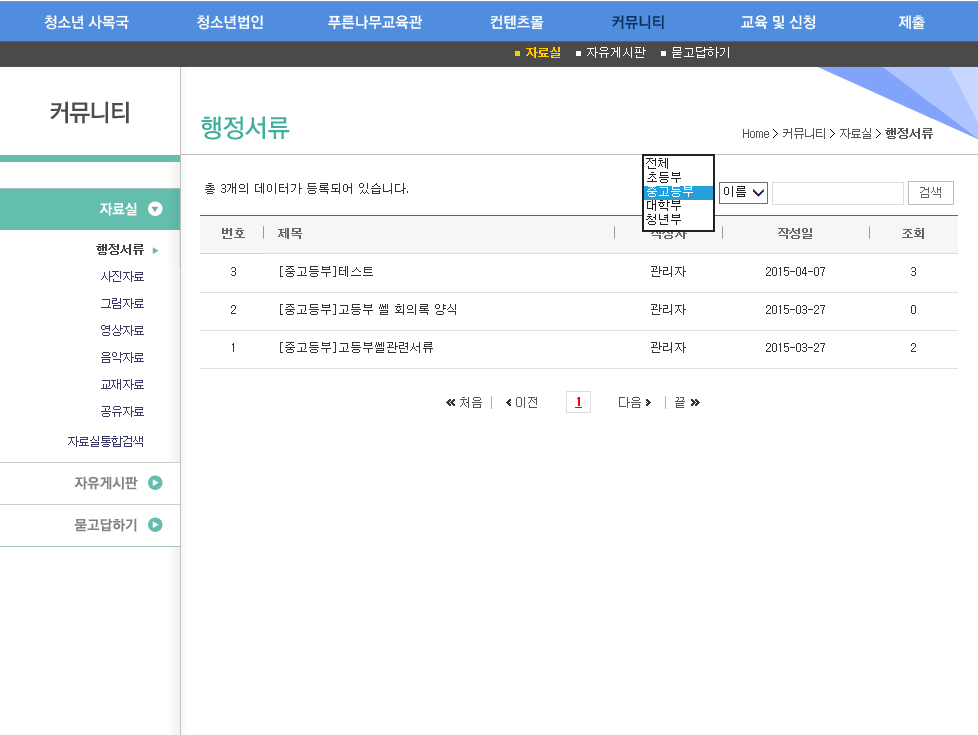 청소년 사목국 청소년법인 푸른나무교육관 컨텐츠몰 커뮤니티 교육 및 신청 제출
자료실 자유게시판 묻고답하기
커뮤니티
행정서류
Home > 커뮤니티 > 자료실 > 행정서류
자료실
행정서류
사진자료
그림자료
영상자료
음악자료
교재자료
공유자료
자료실통합검색
자유게시판
묻고답하기
총 3개의 데이터가 등록되어 있습니다.
전체
초등부
중고등부
대학부
청년부
이름 검색
번호 제목 작성자 작성일 조회
3 [중고등부]테스트 관리자 2015-04-07 3
2 [중고등부]고등부 쎌 회의록 양식 관리자 2015-03-27 0
1 [중고등부]고등부쎌관련서류 관리자 2015-03-27 2
« 처음 | ‹ 이전 1 다음 › | 끝 »